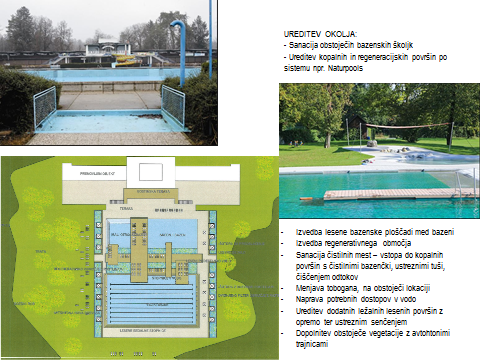 UREDITEV OKOLJA:
- Sanacija obstoječih bazenskih školjk
- Ureditev kopalnih in regeneracijskih površin po
sistemu npr. Naturpools
TERASA
- Izvedba lesene bazenske ploščadi med bazeni
- Izvedba regenerativnega območja
- Sanacija čistilnih mest – vstopa do kopalnih
površin s čistilnimi bazenčki, ustreznimi tuši,
čiščenjem odtokov
- Menjava tobogana, na obstoječi lokaciji
- Naprava potrebnih dostopov v vodo
- Ureditev dodatnih ležalnih lesenih površin z
opremo ter ustreznim senčenjem
- Dopolnitev obstoječe vegetacije z avtohtonimi
trajnicami